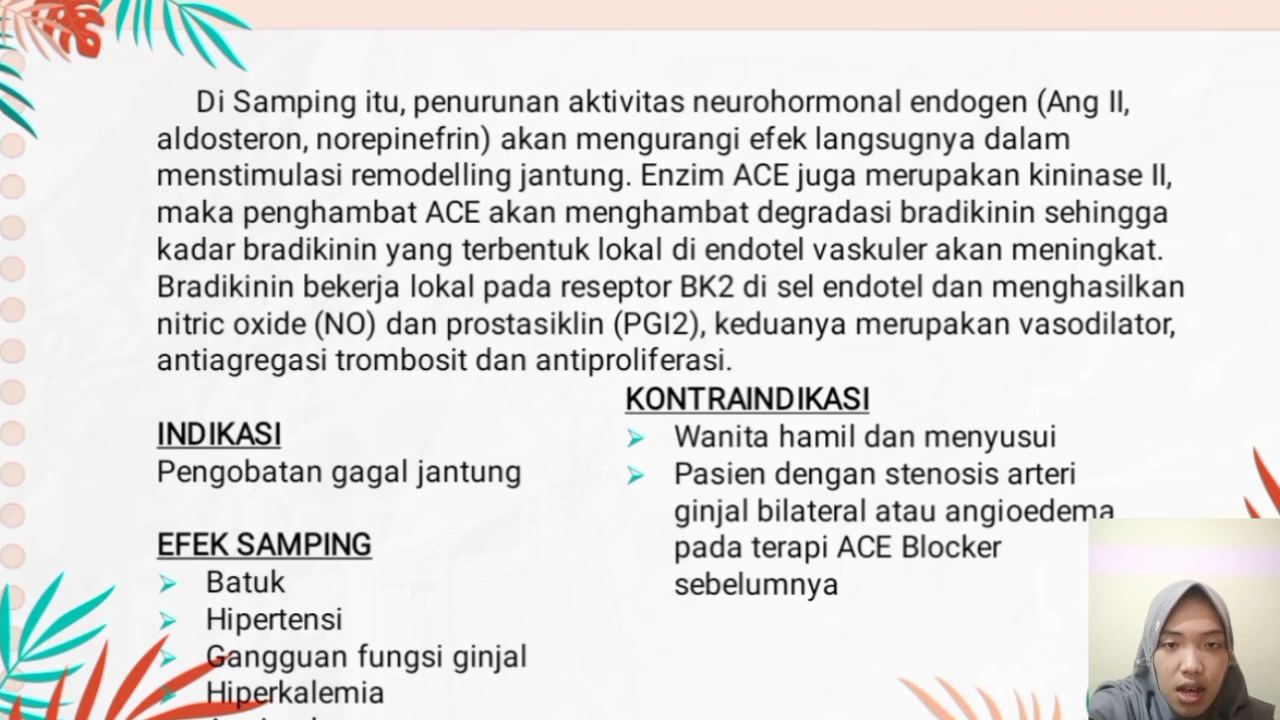 Di Samping itu, penurunan aktivitas neurohormonal endogen (Ang II,
aldosteron, norepinefrin) akan mengurangi efek langsugnya dalam
menstimulasi remodelling jantung. Enzim ACE juga merupakan kininase II,
maka penghambat ACE akan menghambat degradasi bradikinin sehingga
kadar bradikinin yang terbentuk lokal di endotel vaskuler akan meningkat.
Bradikinin bekerja lokal pada reseptor BK2 di sel endotel dan menghasilkan
nitric oxide (NO) dan prostasiklin (PGI2), keduanya merupakan vasodilator,
antiagregasi trombosit dan antiproliferasi.
INDIKASI
Pengobatan gagal jantung
EFEK SAMPING
Batuk
Hipertensi
Gangguan fungsi ginjal
Hiperkalemia
KONTRAINDIKASI
Wanita hamil dan menyusui
Pasien dengan stenosis arteri
ginjal bilateral atau angioedema
pada terapi ACE Blocker
sebelumnya